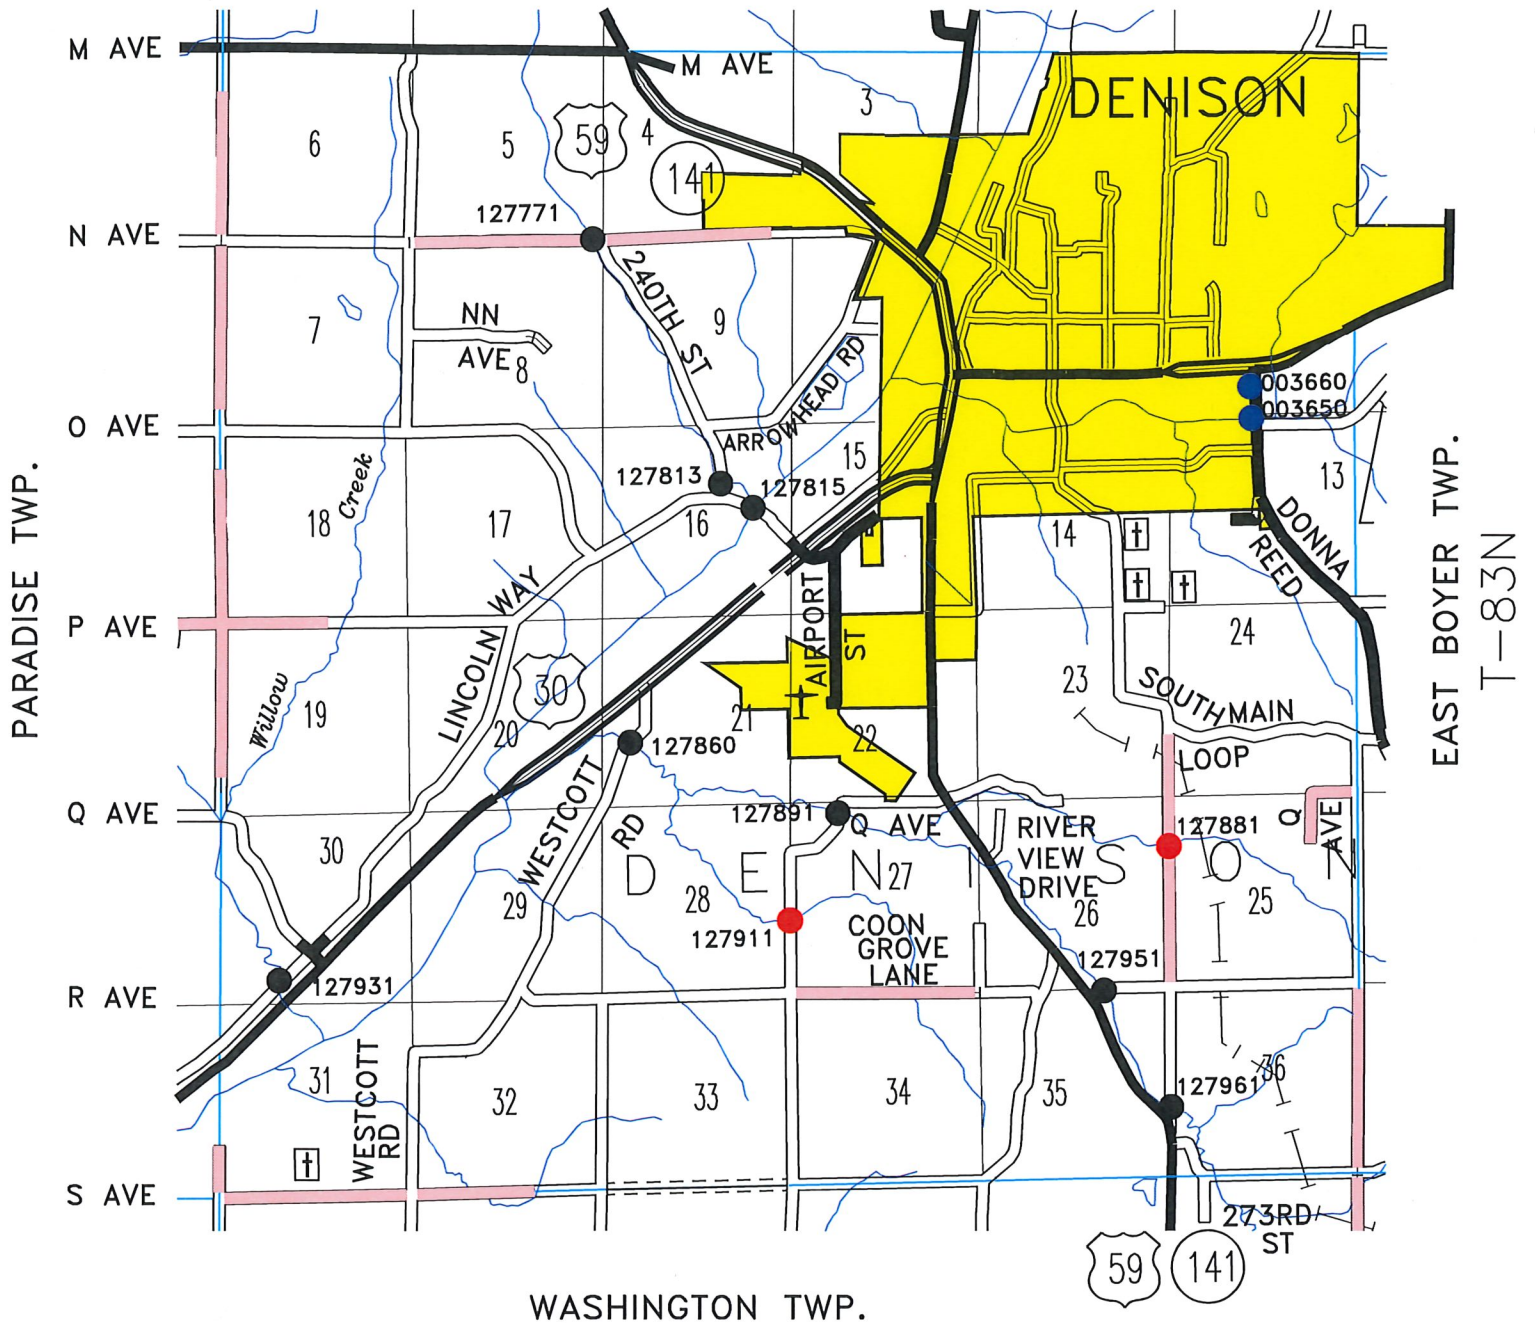 M AVE
M AVE
DENISON
3
6
5
59
4
141
127771
N AVE
240TH ST
7
NN
AVE
8
9
ARROWHEAD RD
003660
003650
O AVE
15
127813
127815
13
Willow Creek
18
17
16
14
DONNA
REED
PARADISE TWP.
EAST BOYER TWP.
T-83N
LINCOLN WAY
AIRPORT
ST
P AVE
24
19
30
20
21
22
23
SOUTH MAIN
LOOP
127860
WESTCOTT
RD
Q AVE
127891
Q AVE
RIVER
VIEW
DRIVE
127881
Q
AVE
30
29
28
27
26
25
D E N I S O N
127911
COON
GROVE
LANE
127951
127931
R AVE
31
WESTCOTT
RD
32
33
34
35
36
127961
S AVE
273RD
ST
59
141
WASHINGTON TWP.